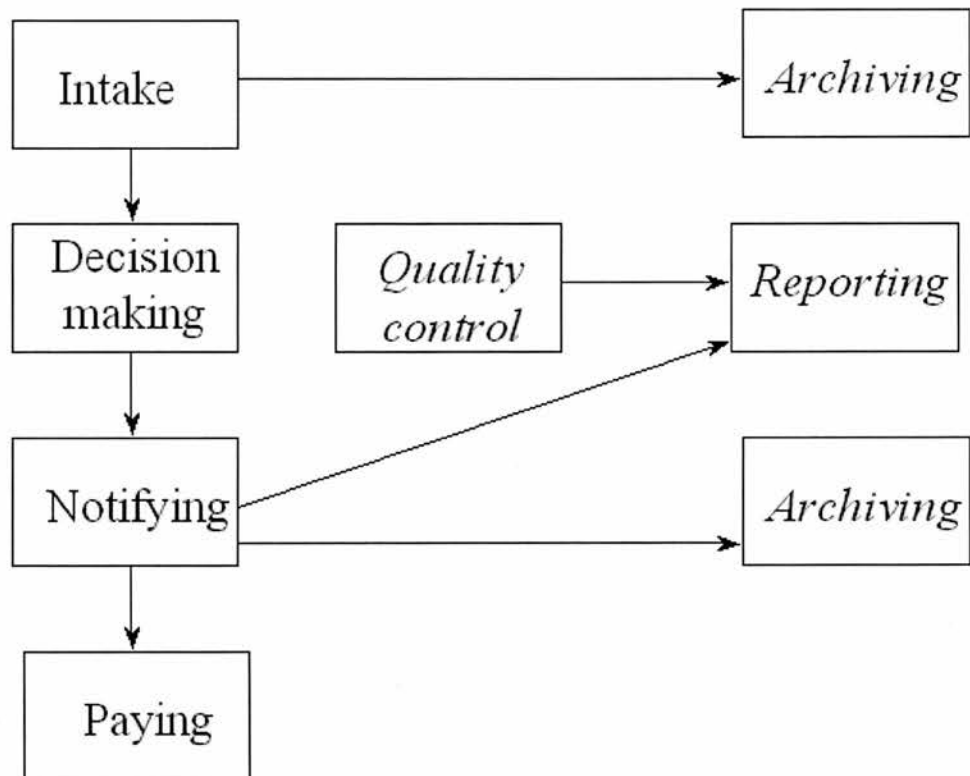 Intake
Archiving
Decision
making
Quality
control
Reporting
Notifying
Archiving
Paying